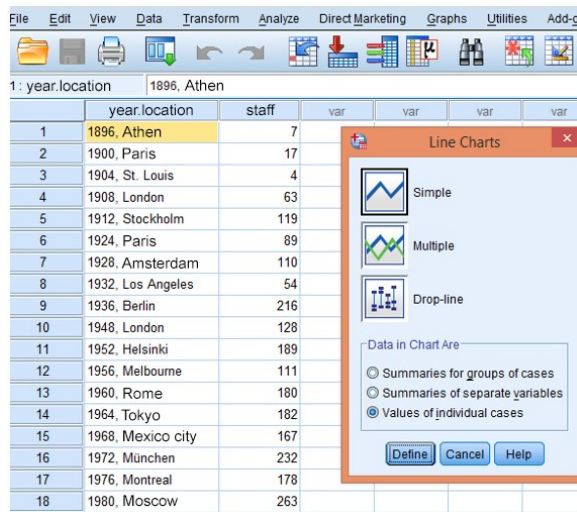 File Edit View Data Transform Analyze Direct Marketing Graphs Utilities Add-g
1 : year.location 1896, Athen
year.location staff var var var var
1 1896, Athen 7
2 1900, Paris 17
3 1904, St. Louis 4
4 1908, London 63
5 1912, Stockholm 119
6 1924, Paris 89
7 1928, Amsterdam 110
8 1932, Los Angeles 54
9 1936, Berlin 216
10 1948, London 128
11 1952, Helsinki 189
12 1956, Melbourne 111
13 1960, Rome 180
14 1964, Tokyo 182
15 1968, Mexico city 167
16 1972, München 232
17 1976, Montreal 178
18 1980, Moscow 263
Line Charts
Simple
Multiple
Drop-line
Data in Chart Are
Summaries for groups of cases
Summaries of separate variables
Values of individual cases
Define Cancel Help